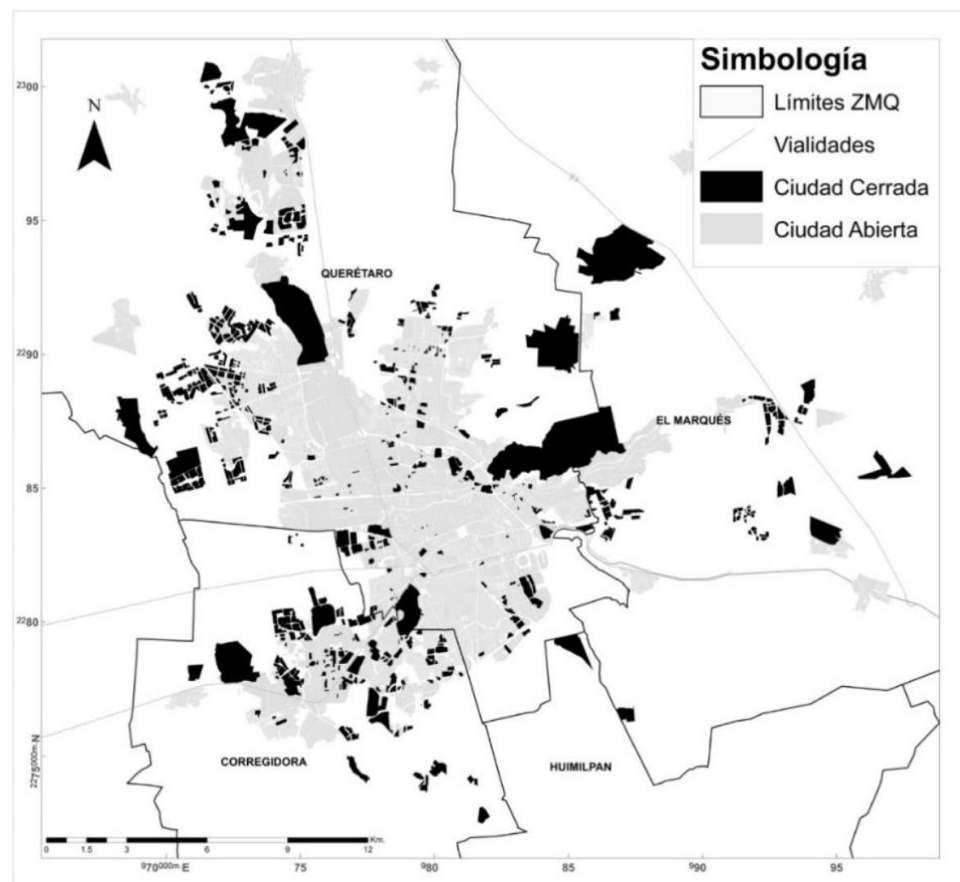 Simbología
Límites ZMQ
Vialidades
Ciudad Cerrada
Ciudad Abierta
N
2300
95
QUERÉTARO
2290
EL MARQUÉS
85
2280
2275000m. N
CORREGIDORA
HUIMILPAN
Km.
0 1.5 3 6 9 12
970000m. E 75 980 85 990 95